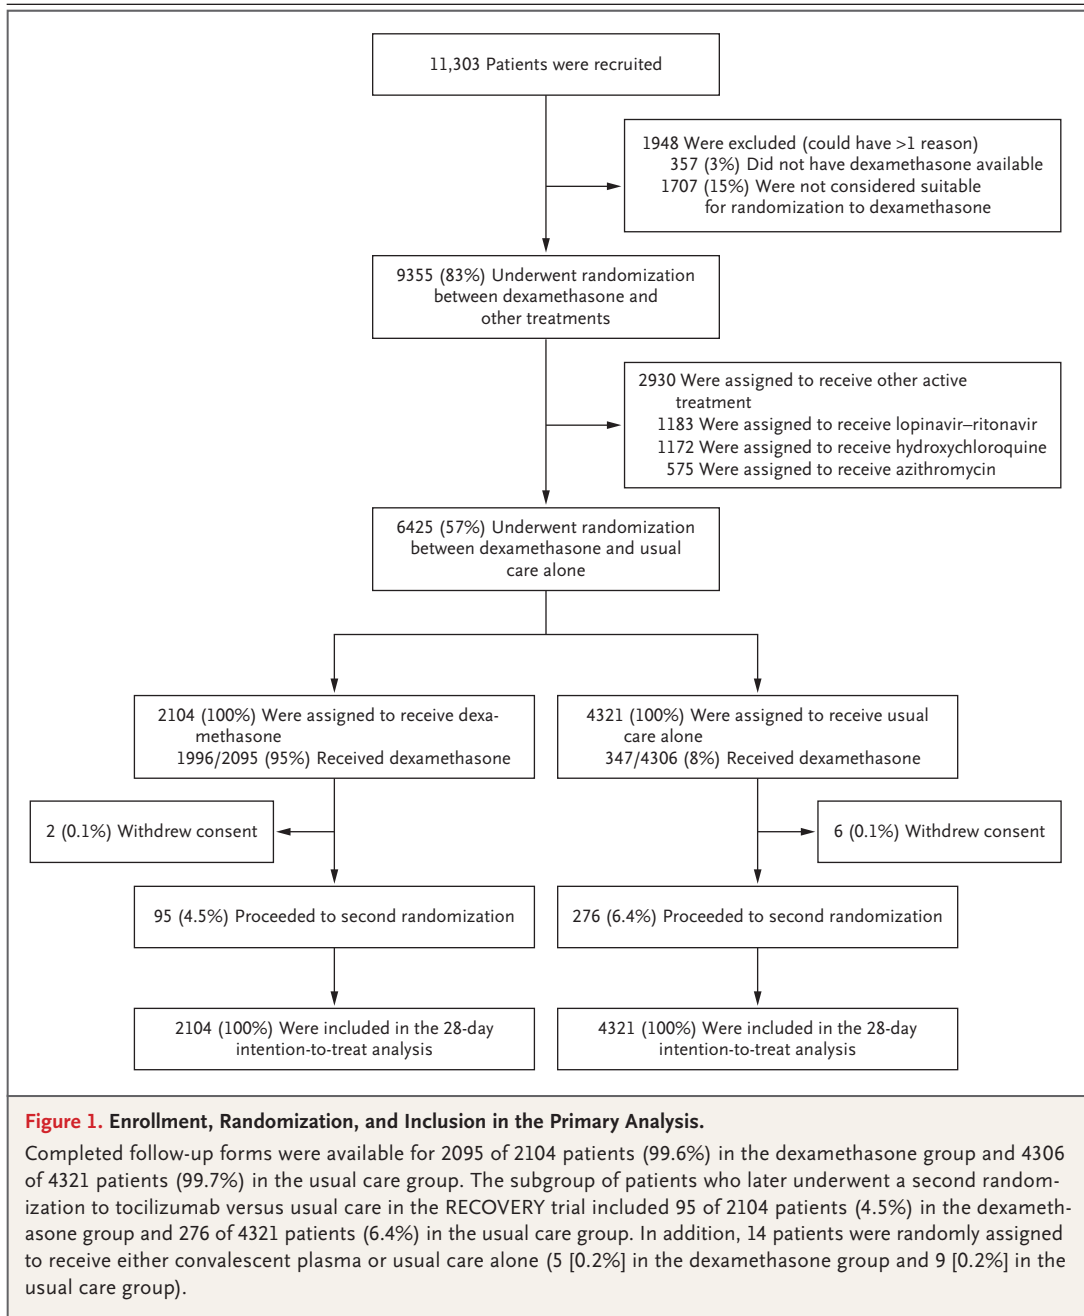 11,303 Patients were recruited
1948 Were excluded (could have >1 reason)
357 (3%) Did not have dexamethasone available
1707 (15%) Were not considered suitable
for randomization to dexamethasone
9355 (83%) Underwent randomization
between dexamethasone and
other treatments
2930 Were assigned to receive other active
treatment
1183 Were assigned to receive lopinavir–ritonavir
1172 Were assigned to receive hydroxychloroquine
575 Were assigned to receive azithromycin
6425 (57%) Underwent randomization
between dexamethasone and usual
care alone
2104 (100%) Were assigned to receive dexa-
methasone
1996/2095 (95%) Received dexamethasone
4321 (100%) Were assigned to receive usual
care alone
347/4306 (8%) Received dexamethasone
2 (0.1%) Withdrew consent
6 (0.1%) Withdrew consent
95 (4.5%) Proceeded to second randomization
276 (6.4%) Proceeded to second randomization
2104 (100%) Were included in the 28-day
intention-to-treat analysis
4321 (100%) Were included in the 28-day
intention-to-treat analysis
Figure 1. Enrollment, Randomization, and Inclusion in the Primary Analysis.
Completed follow-up forms were available for 2095 of 2104 patients (99.6%) in the dexamethasone group and 4306
of 4321 patients (99.7%) in the usual care group. The subgroup of patients who later underwent a second random-
ization to tocilizumab versus usual care in the RECOVERY trial included 95 of 2104 patients (4.5%) in the dexameth-
asone group and 276 of 4321 patients (6.4%) in the usual care group. In addition, 14 patients were randomly assigned
to receive either convalescent plasma or usual care alone (5 [0.2%] in the dexamethasone group and 9 [0.2%] in the
usual care group).